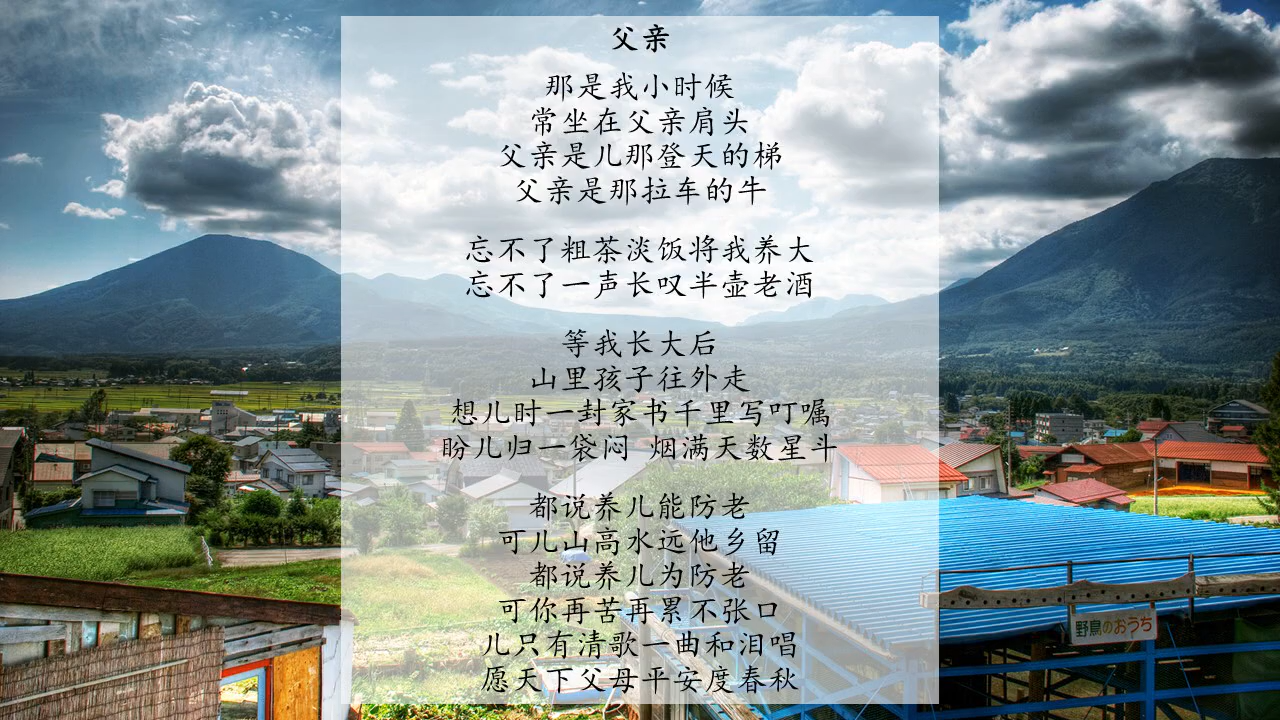 父亲
那是我小时候
常坐在父亲肩头
父亲是儿那登天的梯
父亲是那拉车的牛
忘不了粗茶淡饭将我养大
忘不了一声长叹半壶老酒
等我长大后
山里孩子往外走
想儿时一封家书千里写叮嘱
盼儿归一袋闷 烟满天数星斗
都说养儿能防老
可儿山高水远他乡留
都说养儿为防老
可你再苦再累不张口
儿只有清歌一曲和泪唱
愿天下父母平安度春秋
野鳥のおうち